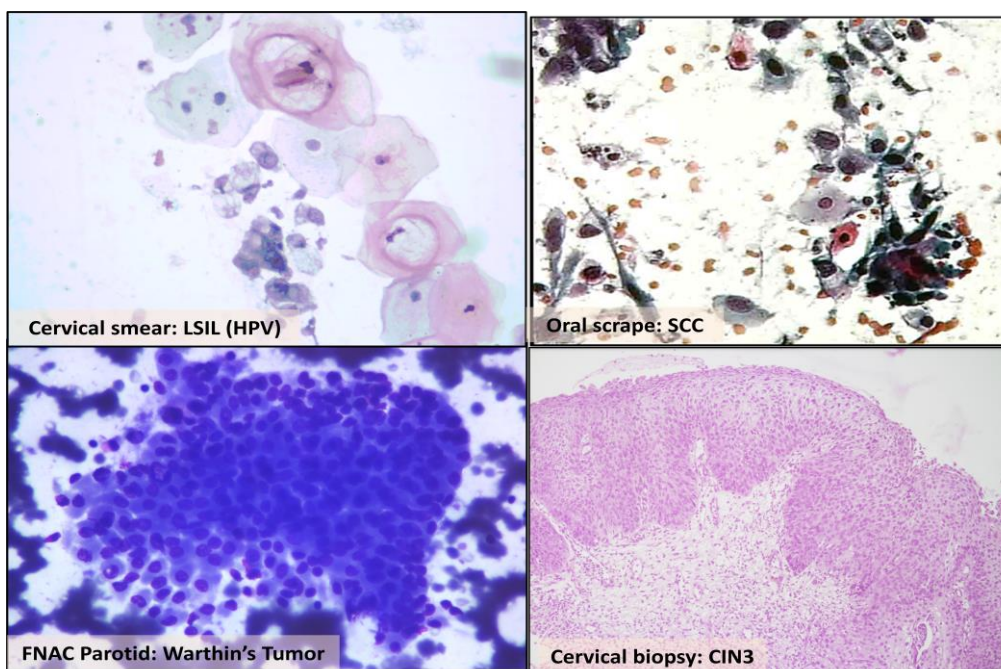 Cervical smear: LSIL (HPV)
Oral scrape: SCC
FNAC Parotid: Warthin's Tumor
Cervical biopsy: CIN3